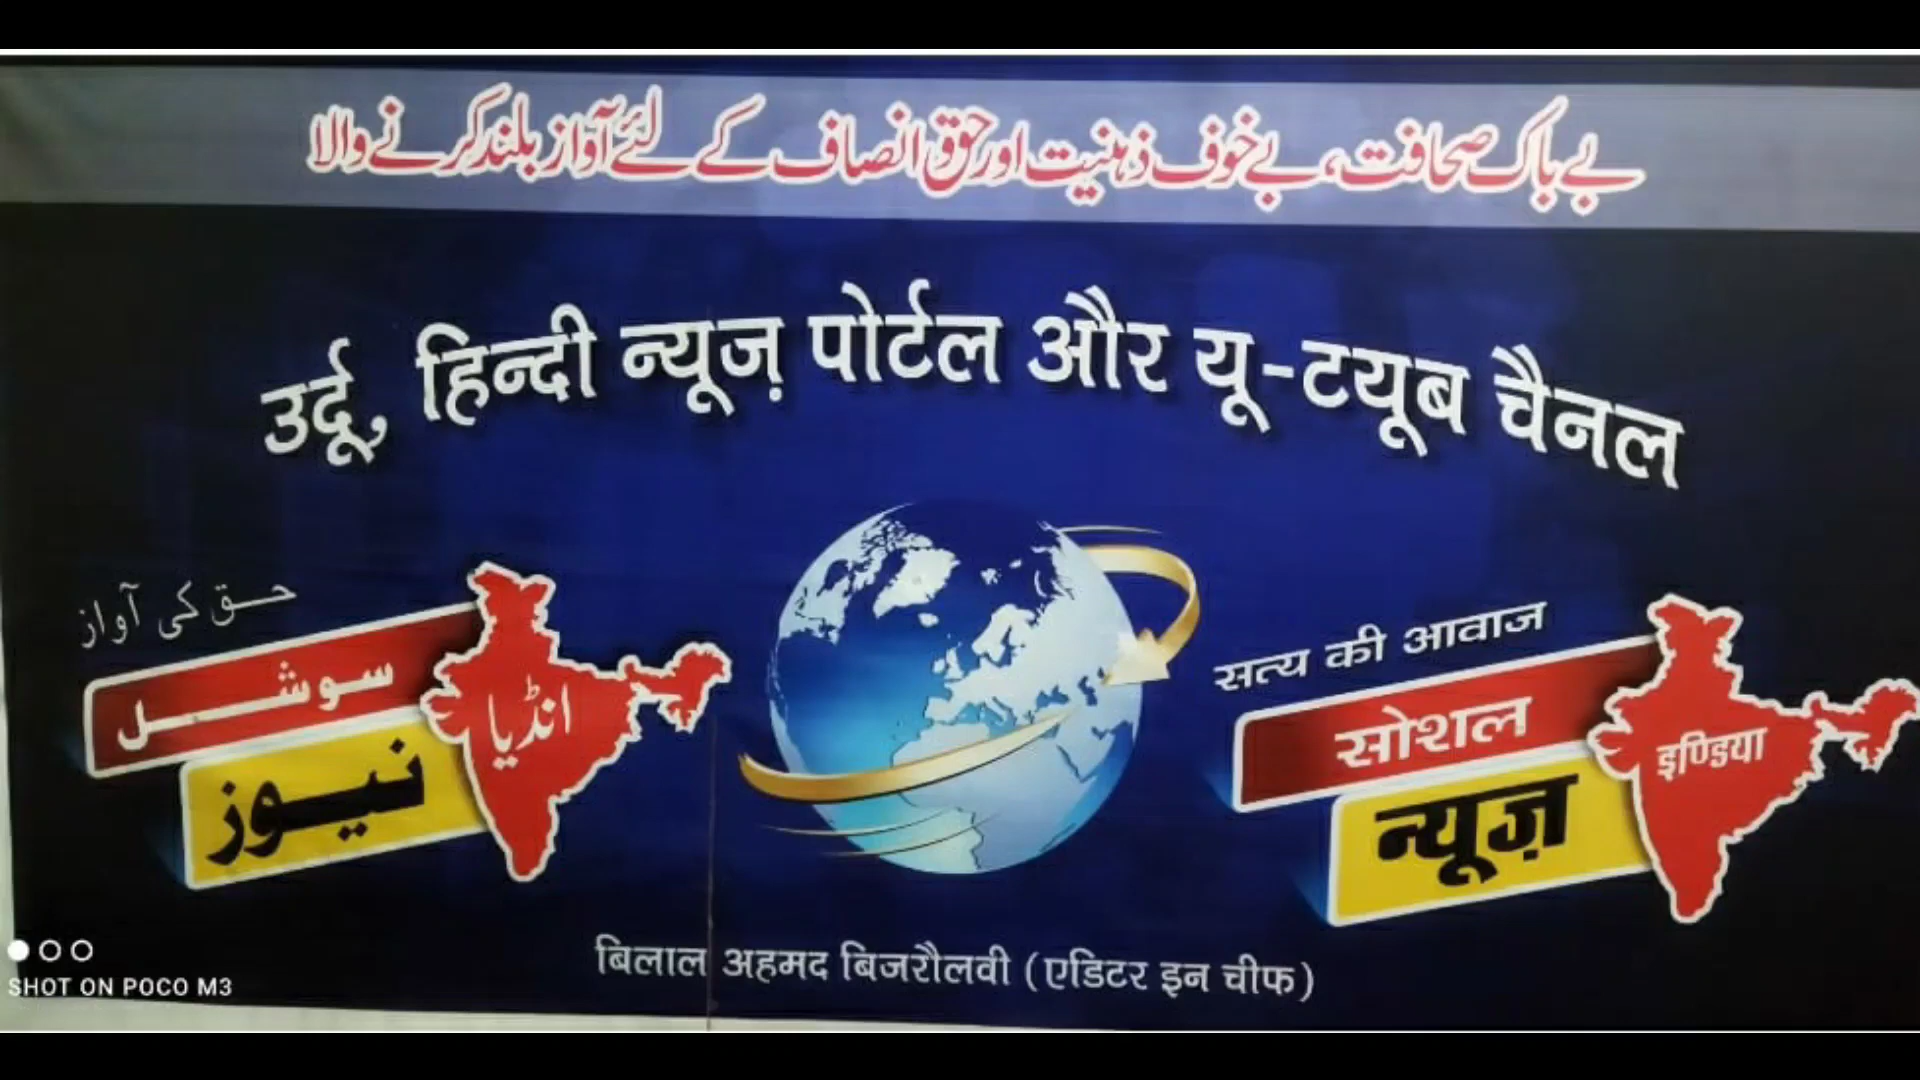 بے باک صحافت، بے خوف ذہنیت اور حق و انصاف کے لئے آواز بلند کرنے والا
उर्दू, हिन्दी न्यूज़ पोर्टल और यू-टयूब चैनल
حق کی آواز
سوشل
انڈیا
نیوز
सत्य की आवाज
सोशल
इण्डिया
न्यूज़
बिलाल अहमद बिजरौलवी (एडिटर इन चीफ)
SHOT ON POCO M3